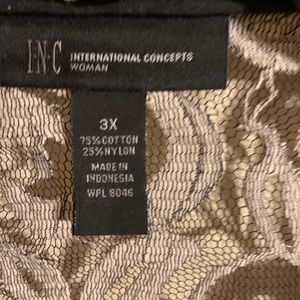 I·N·C INTERNATIONAL CONCEPTS
WOMAN
3X
75% COTTON
25% NYLON
MADE IN
INDONESIA
WPL 8046